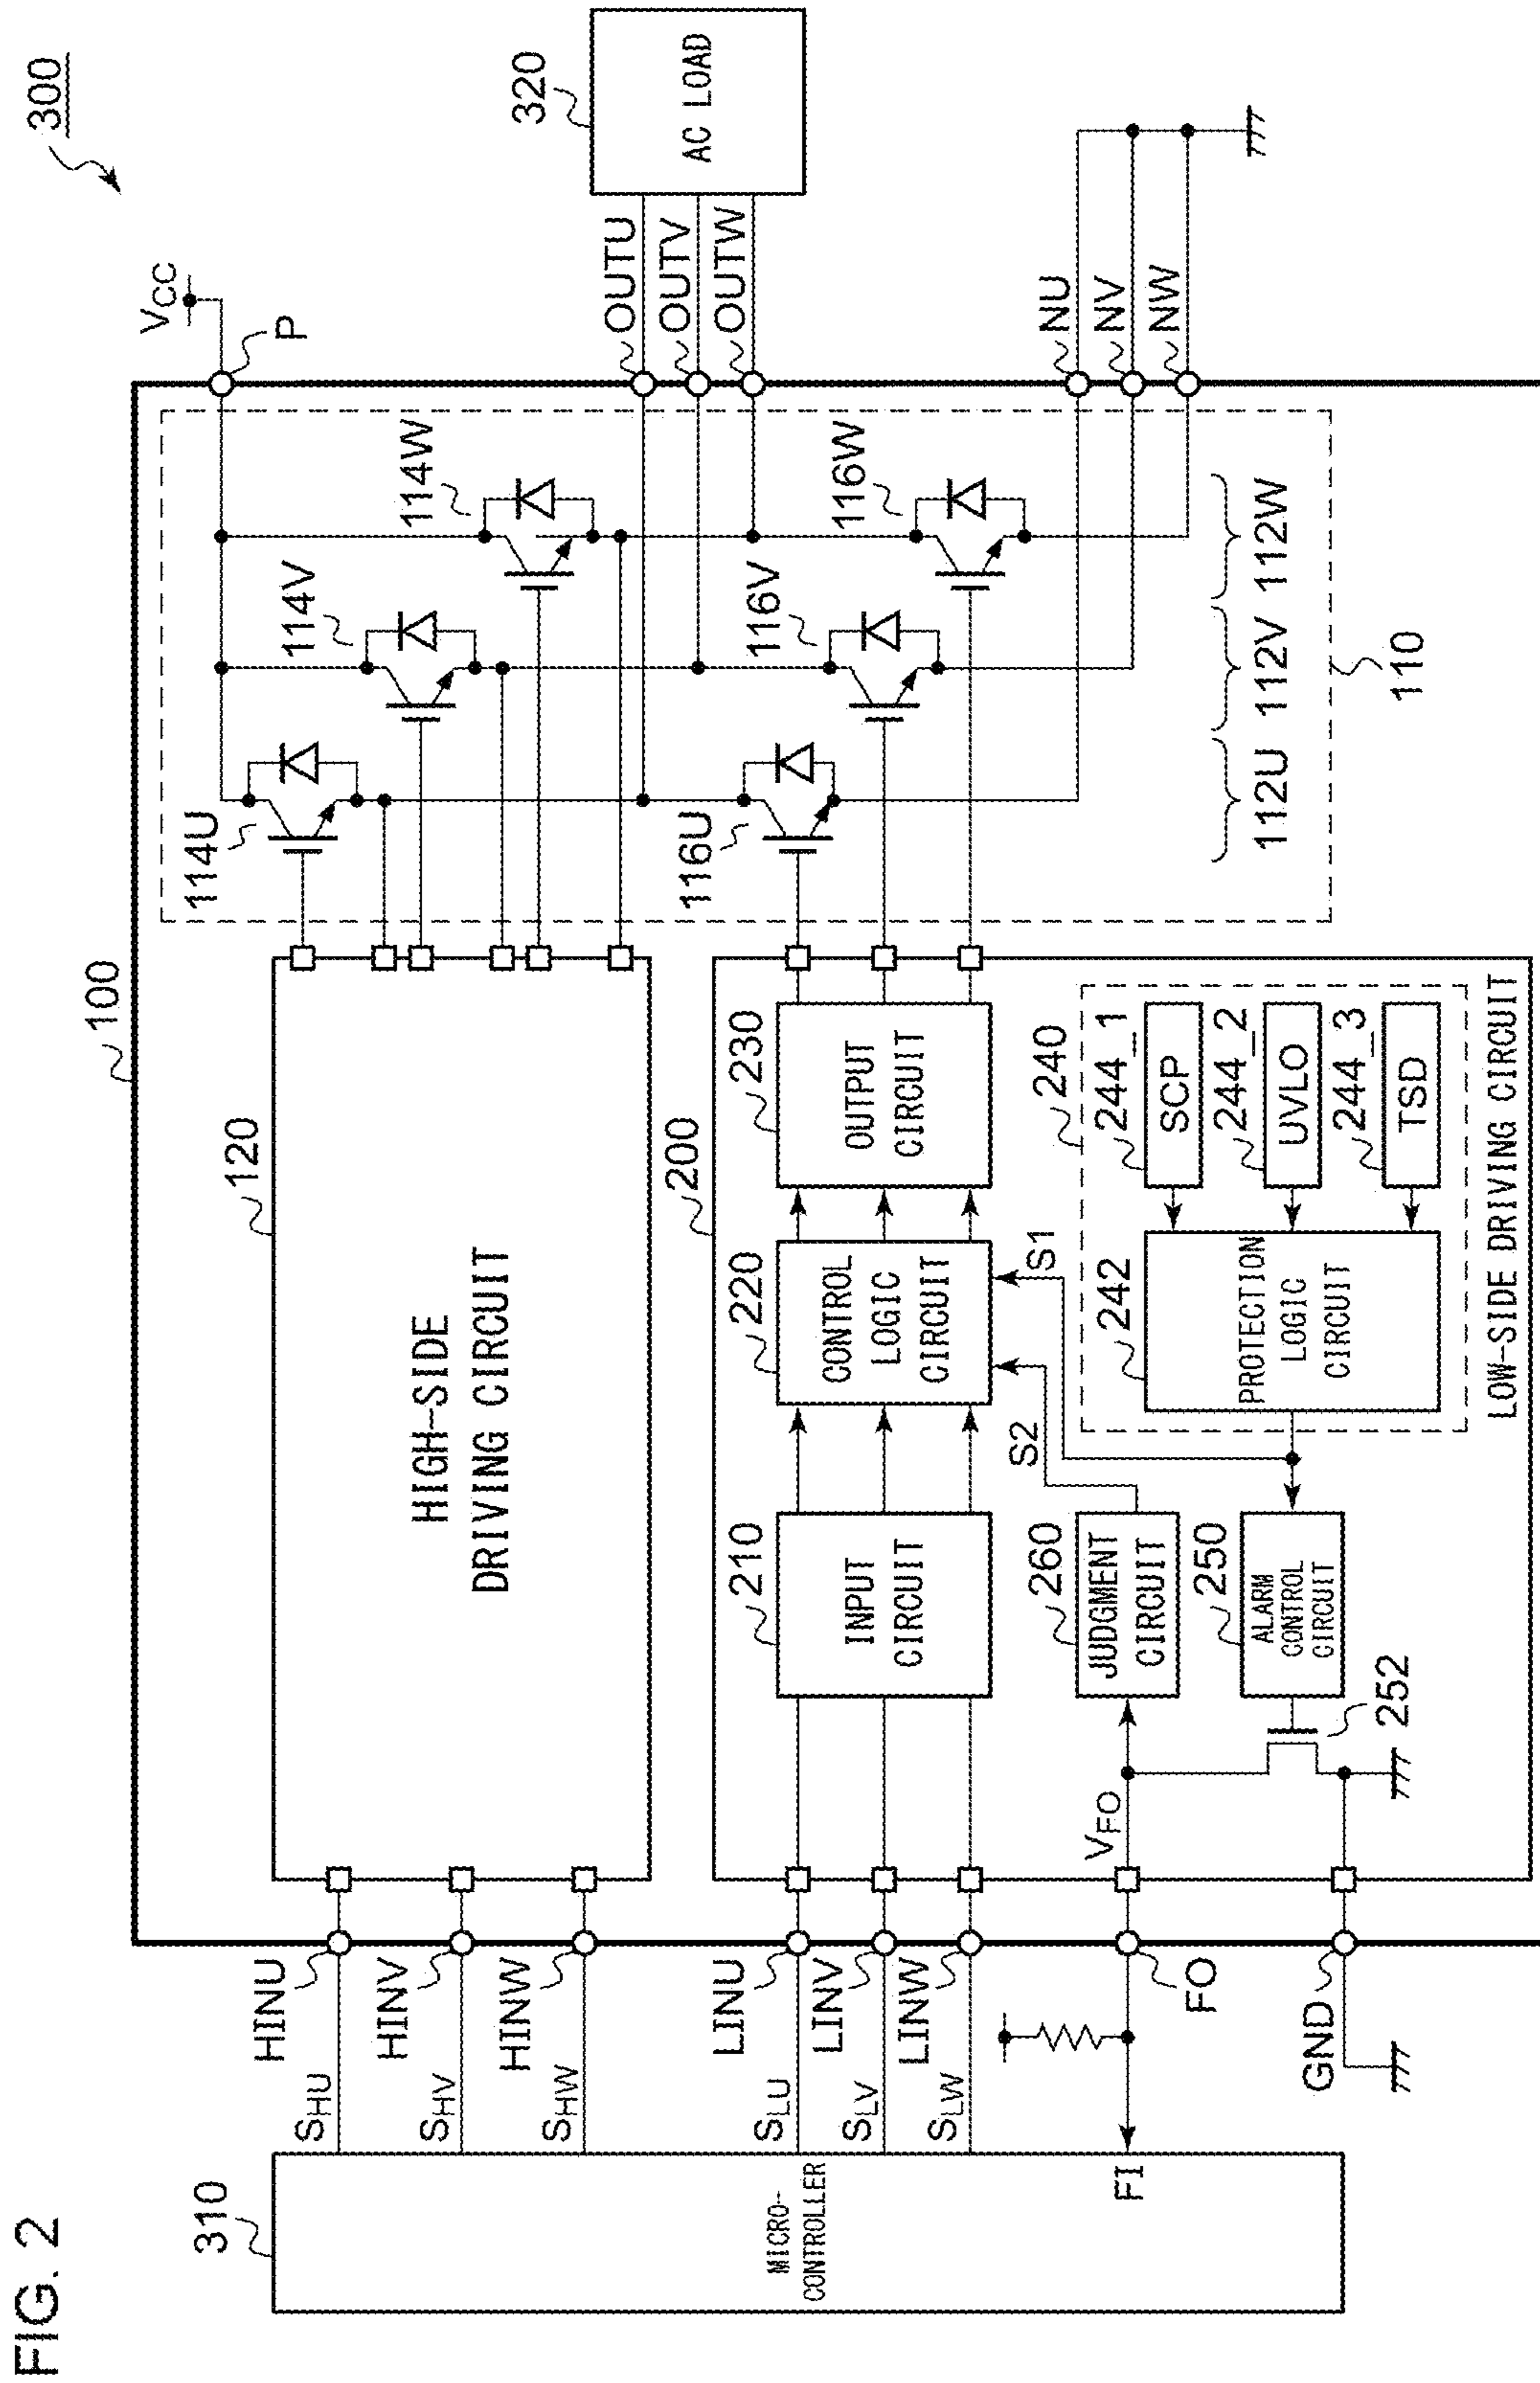 FIG. 2
300
310
MICRO-
CONTROLLER
FI
SHU
SHV
SHW
SLU
SLV
SLW
HINU
HINV
HINW
LINU
LINV
LINW
FO
GND
100
120
HIGH-SIDE
DRIVING CIRCUIT
200
210
INPUT
CIRCUIT
220
CONTROL
LOGIC
CIRCUIT
230
OUTPUT
CIRCUIT
S2
S1
VFO
260
JUDGMENT
CIRCUIT
250
ALARM
CONTROL
CIRCUIT
252
240
242
PROTECTION
LOGIC
CIRCUIT
244_1
SCP
244_2
UVLO
244_3
TSD
LOW-SIDE DRIVING CIRCUIT
114U
114V
114W
116U
116V
116W
112U
112V
112W
110
VCC
P
OUTU
OUTV
OUTW
320
AC LOAD
NU
NV
NW